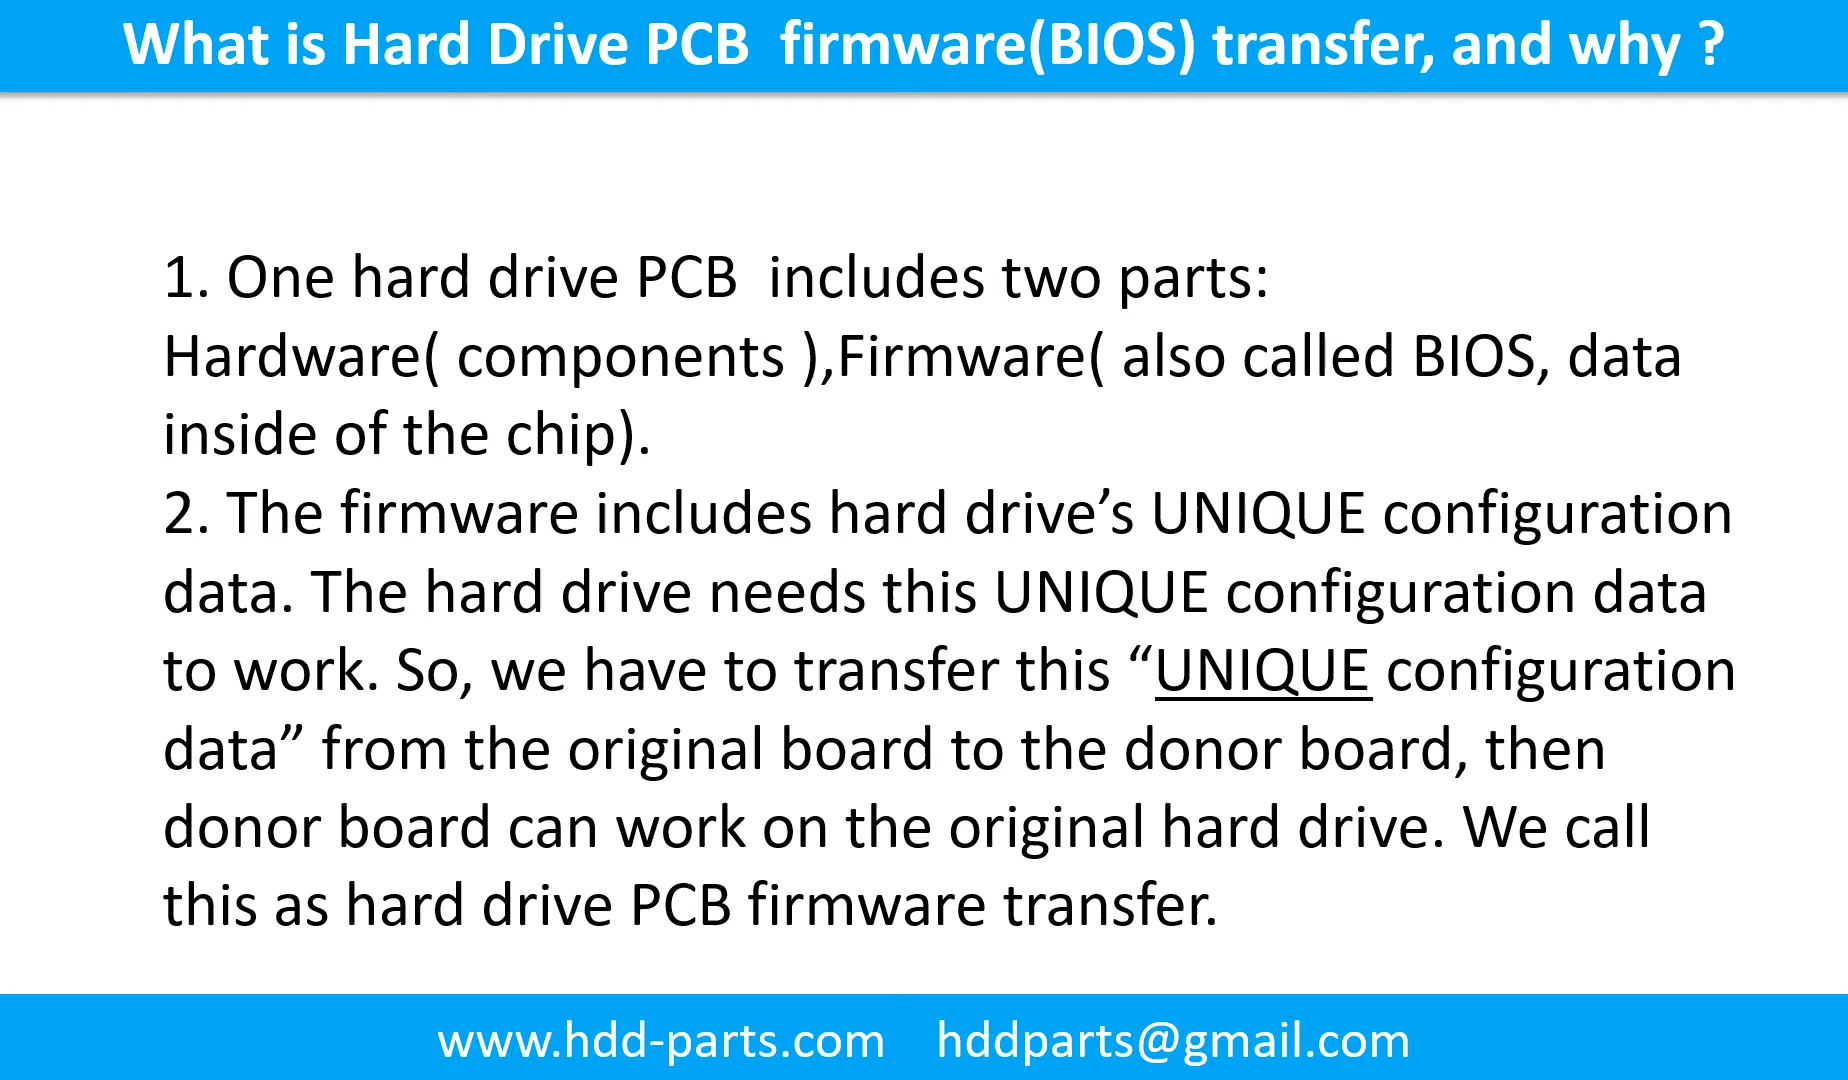 What is Hard Drive PCB  firmware(BIOS) transfer, and why ?
1. One hard drive PCB  includes two parts:
Hardware( components ),Firmware( also called BIOS, data
inside of the chip).
2. The firmware includes hard drive’s UNIQUE configuration
data. The hard drive needs this UNIQUE configuration data
to work. So, we have to transfer this “UNIQUE configuration
data” from the original board to the donor board, then
donor board can work on the original hard drive. We call
this as hard drive PCB firmware transfer.
www.hdd-parts.com    hddparts@gmail.com